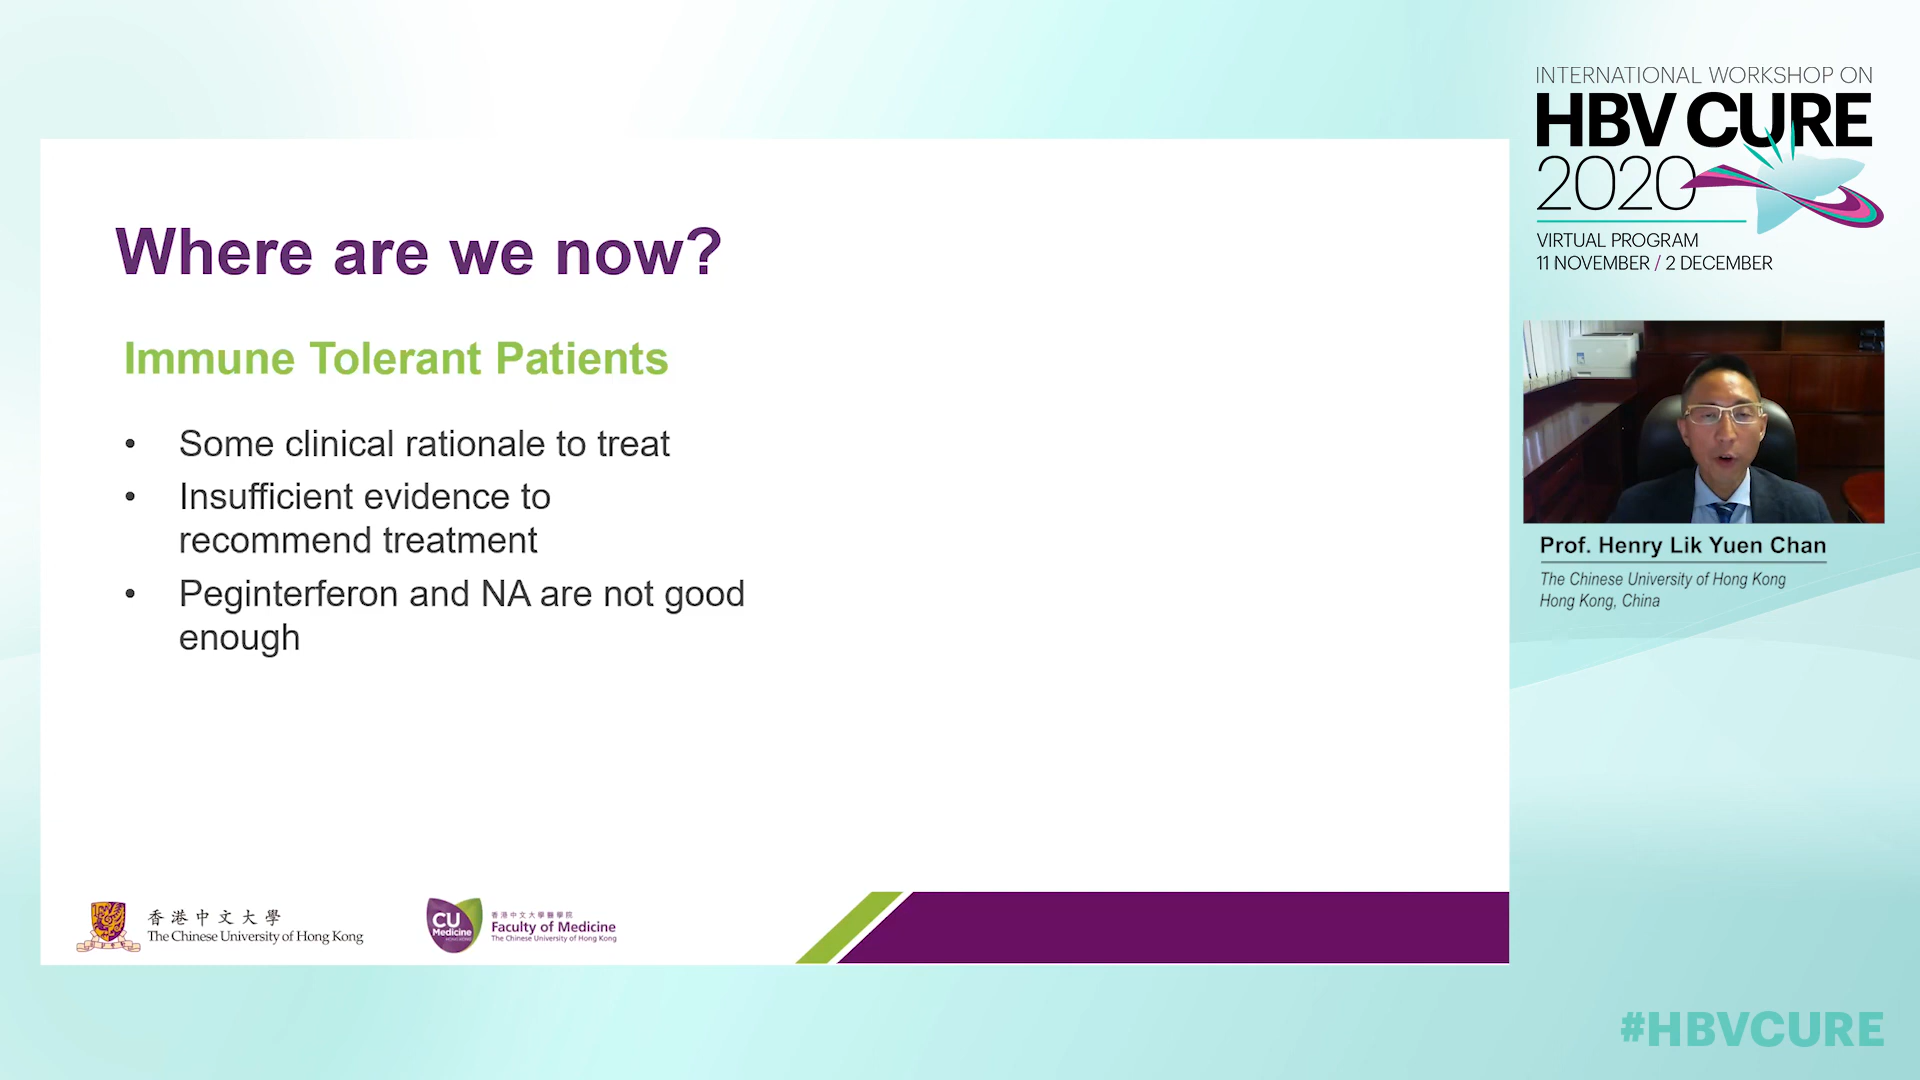 INTERNATIONAL WORKSHOP ON
HBV CURE
2020
VIRTUAL PROGRAM
11 NOVEMBER / 2 DECEMBER
Where are we now?
Immune Tolerant Patients
• Some clinical rationale to treat
• Insufficient evidence to
recommend treatment
• Peginterferon and NA are not good
enough
Prof. Henry Lik Yuen Chan
The Chinese University of Hong Kong
Hong Kong, China
香港中文大學
The Chinese University of Hong Kong
CU
Medicine
HONG KONG
香港中文大學醫學院
Faculty of Medicine
The Chinese University of Hong Kong
#HBVCURE